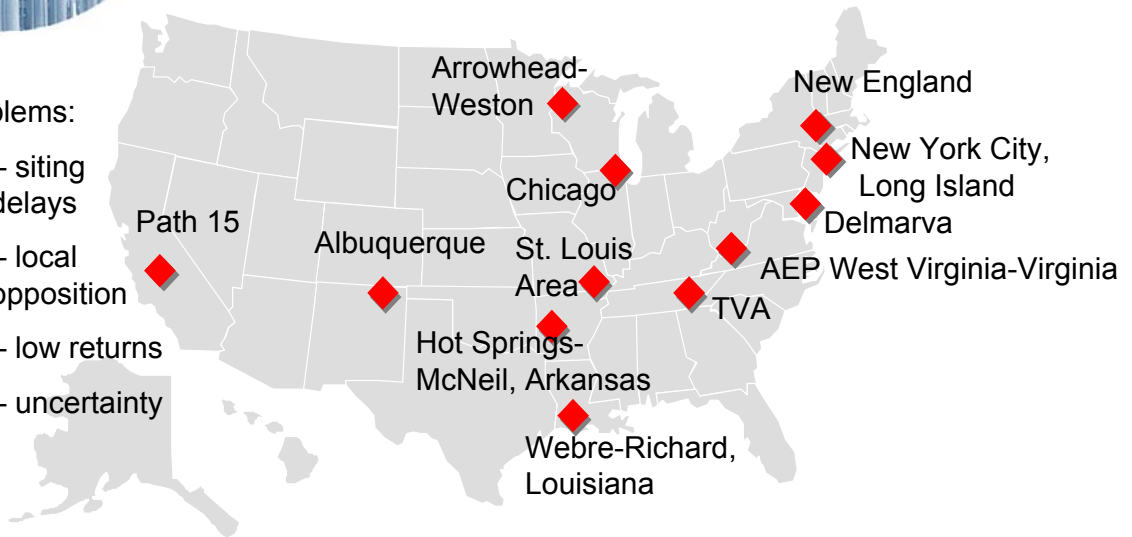 oblems:
- siting
delays
- local
opposition
- low returns
- uncertainty
Arrowhead-
Weston
New England
New York City,
Long Island
Chicago
Delmarva
Path 15
Albuquerque
St. Louis
Area
AEP West Virginia-Virginia
TVA
Hot Springs-
McNeil, Arkansas
Webre-Richard,
Louisiana